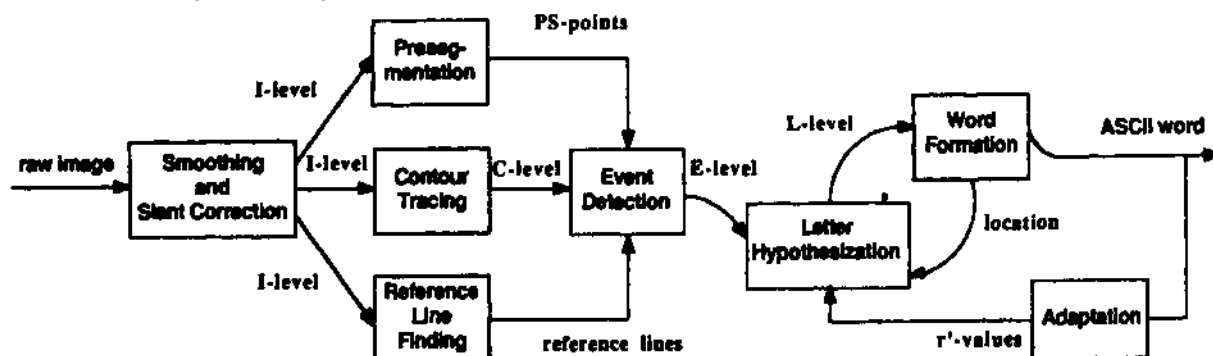 raw image
Smoothing
and
Slant Correction
I-level
I-level
I-level
Preseg-
mentation
Contour
Tracing
Reference
Line
Finding
PS-points
C-level
reference lines
Event
Detection
E-level
Letter
Hypothesization
L-level
Word
Formation
location
ASCII word
Adaptation
r'-values